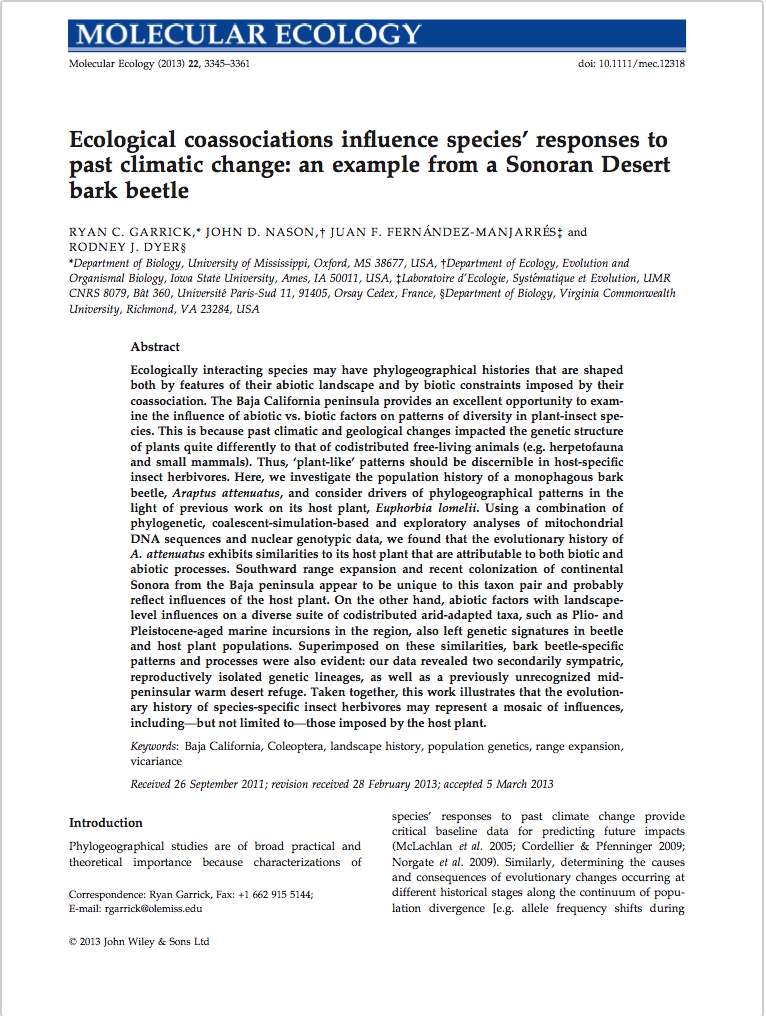 MOLECULAR ECOLOGY
Molecular Ecology (2013) 22, 3345–3361
doi: 10.1111/mec.12318
Ecological coassociations influence species’ responses to
past climatic change: an example from a Sonoran Desert
bark beetle
RYAN C. GARRICK,* JOHN D. NASON,† JUAN F. FERNÁNDEZ-MANJARRÉS‡ and
RODNEY J. DYER§
*Department of Biology, University of Mississippi, Oxford, MS 38677, USA, †Department of Ecology, Evolution and
Organismal Biology, Iowa State University, Ames, IA 50011, USA, ‡Laboratoire d’Ecologie, Systématique et Evolution, UMR
CNRS 8079, Bât 360, Université Paris-Sud 11, 91405, Orsay Cedex, France, §Department of Biology, Virginia Commonwealth
University, Richmond, VA 23284, USA
Abstract
Ecologically interacting species may have phylogeographical histories that are shaped
both by features of their abiotic landscape and by biotic constraints imposed by their
coassociation. The Baja California peninsula provides an excellent opportunity to exam-
ine the influence of abiotic vs. biotic factors on patterns of diversity in plant-insect spe-
cies. This is because past climatic and geological changes impacted the genetic structure
of plants quite differently to that of codistributed free-living animals (e.g. herpetofauna
and small mammals). Thus, ‘plant-like’ patterns should be discernible in host-specific
insect herbivores. Here, we investigate the population history of a monophagous bark
beetle, Araptus attenuatus, and consider drivers of phylogeographical patterns in the
light of previous work on its host plant, Euphorbia lomelii. Using a combination of
phylogenetic, coalescent-simulation-based and exploratory analyses of mitochondrial
DNA sequences and nuclear genotypic data, we found that the evolutionary history of
A. attenuatus exhibits similarities to its host plant that are attributable to both biotic and
abiotic processes. Southward range expansion and recent colonization of continental
Sonora from the Baja peninsula appear to be unique to this taxon pair and probably
reflect influences of the host plant. On the other hand, abiotic factors with landscape-
level influences on a diverse suite of codistributed arid-adapted taxa, such as Plio- and
Pleistocene-aged marine incursions in the region, also left genetic signatures in beetle
and host plant populations. Superimposed on these similarities, bark beetle-specific
patterns and processes were also evident: our data revealed two secondarily sympatric,
reproductively isolated genetic lineages, as well as a previously unrecognized mid-
peninsular warm desert refuge. Taken together, this work illustrates that the evolution-
ary history of species-specific insect herbivores may represent a mosaic of influences,
including—but not limited to—those imposed by the host plant.
Keywords: Baja California, Coleoptera, landscape history, population genetics, range expansion,
vicariance
Received 26 September 2011; revision received 28 February 2013; accepted 5 March 2013
Introduction
Phylogeographical studies are of broad practical and
theoretical importance because characterizations of
Correspondence: Ryan Garrick, Fax: +1 662 915 5144;
E-mail: rgarrick@olemiss.edu
species’ responses to past climate change provide
critical baseline data for predicting future impacts
(McLachlan et al. 2005; Cordellier & Pfenninger 2009;
Norgate et al. 2009). Similarly, determining the causes
and consequences of evolutionary changes occurring at
different historical stages along the continuum of popu-
lation divergence [e.g. allele frequency shifts during
© 2013 John Wiley & Sons Ltd